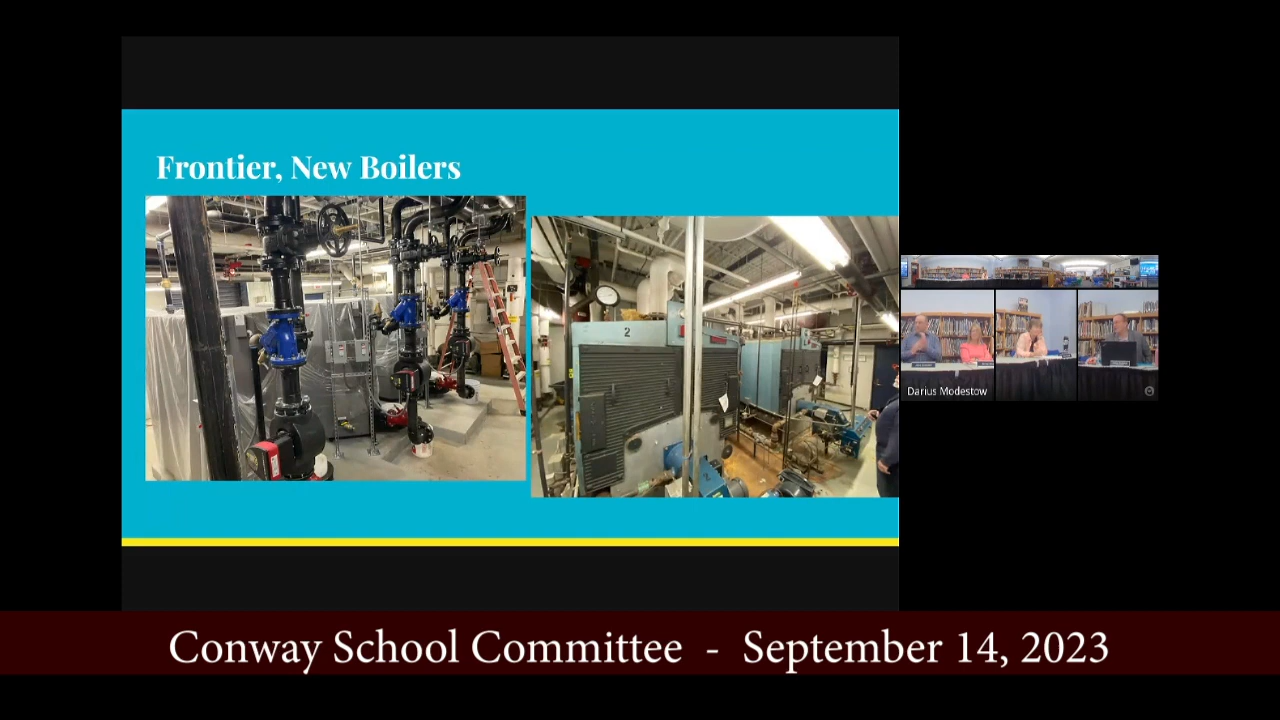 Frontier, New Boilers
2
Darius Modestow
Conway School Committee - September 14, 2023